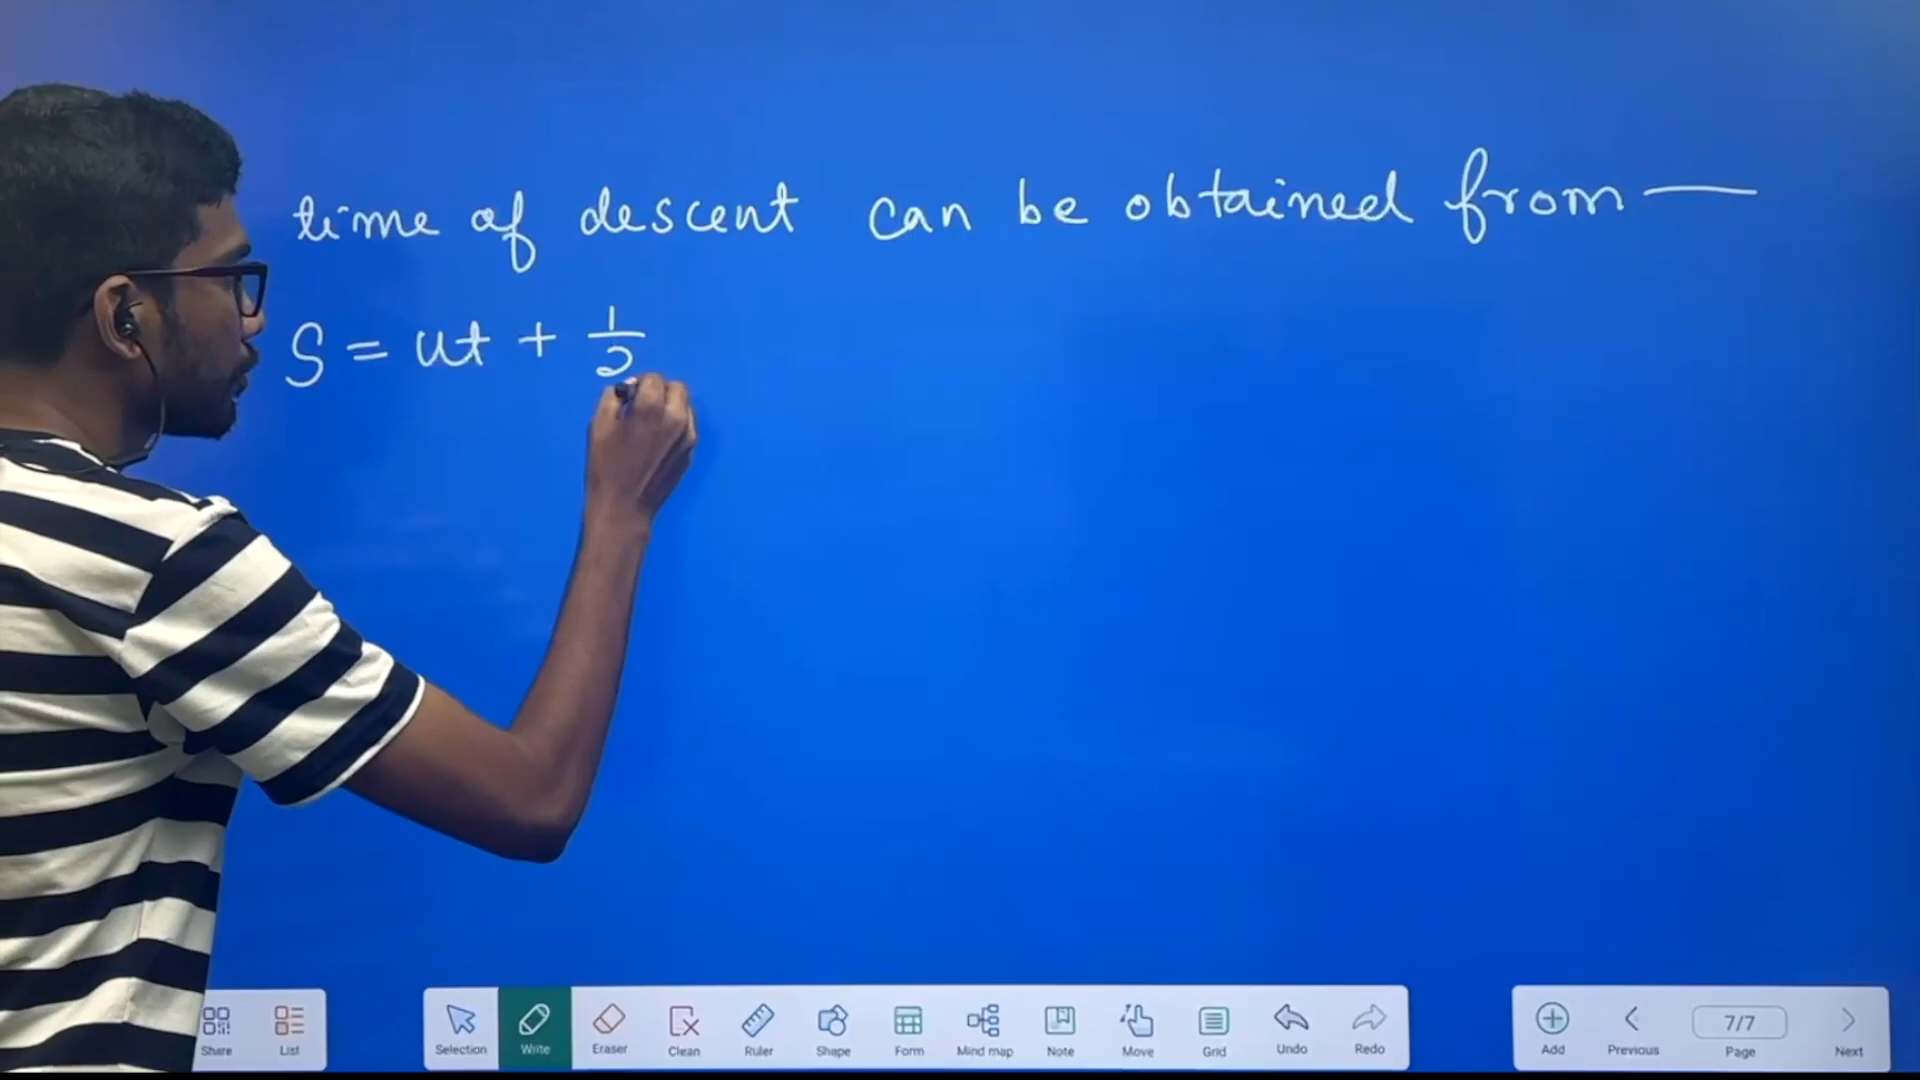 time of descent can be obtained from —
S = ut + 1/2
Share List Selection Write Eraser Clean Ruler Shape Form Mind map Note Move Grid Undo Redo Add Previous 7/7 Page Next